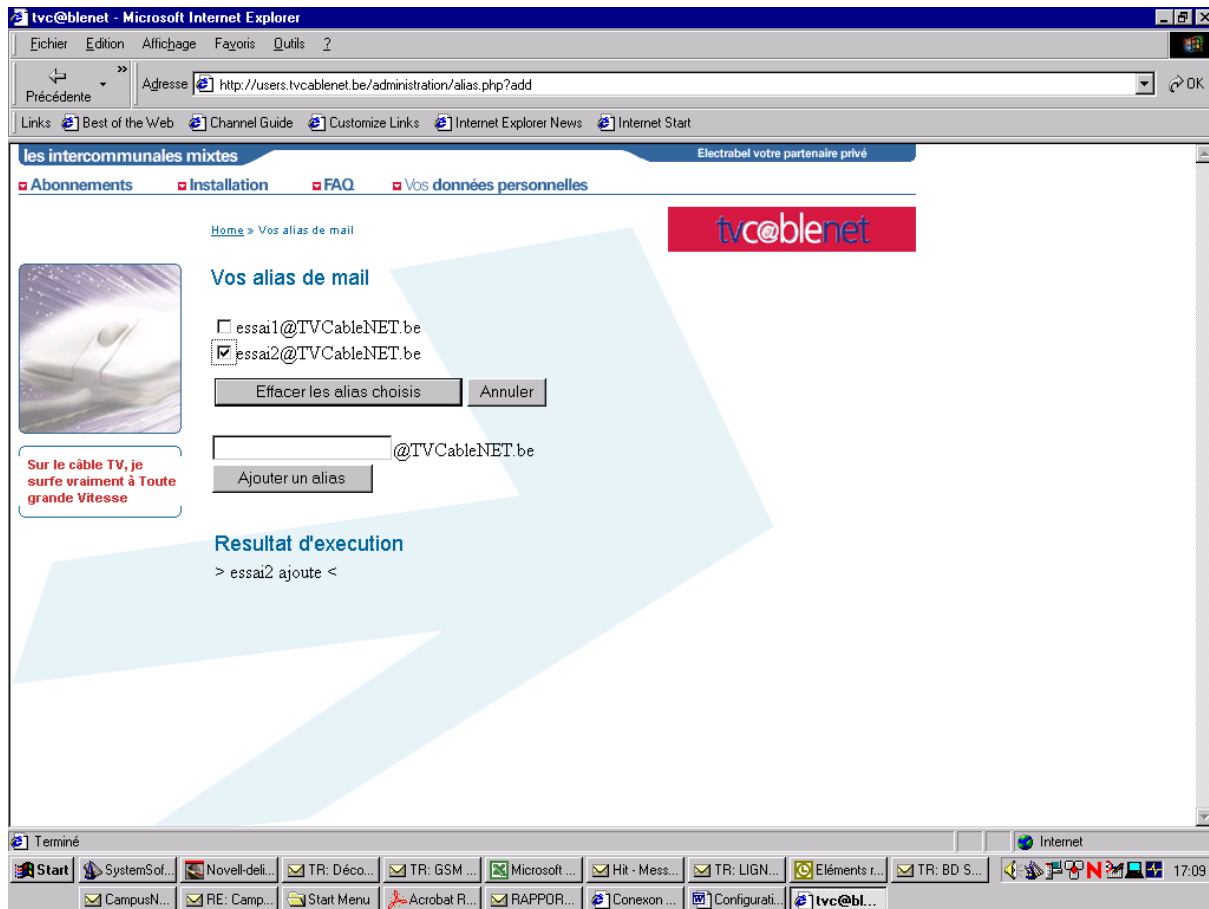 tvc@blenet - Microsoft Internet Explorer
Fichier Edition Affichage Favoris Outils ?
Précédente » Adresse http://users.tvcablenet.be/administration/alias.php?add OK
Links Best of the Web Channel Guide Customize Links Internet Explorer News Internet Start
les intercommunales mixtes Electrabel votre partenaire privé
Abonnements Installation FAQ Vos données personnelles
tvc@blenet
Home » Vos alias de mail
Vos alias de mail
essai1@TVCableNET.be
essai2@TVCableNET.be
Effacer les alias choisis Annuler
@TVCableNET.be
Ajouter un alias
Sur le câble TV, je
surfe vraiment à Toute
grande Vitesse
Resultat d'execution
> essai2 ajoute <
Terminé Internet
Start SystemSof... Novell-deli... TR: Déco... TR: GSM ... Microsoft ... Hit - Mess... TR: LIGN... Eléments r... TR: BD S... 17:09
CampusN... RE: Camp... Start Menu Acrobat R... RAPPOR... Conexon ... Configurati... tvc@bl...